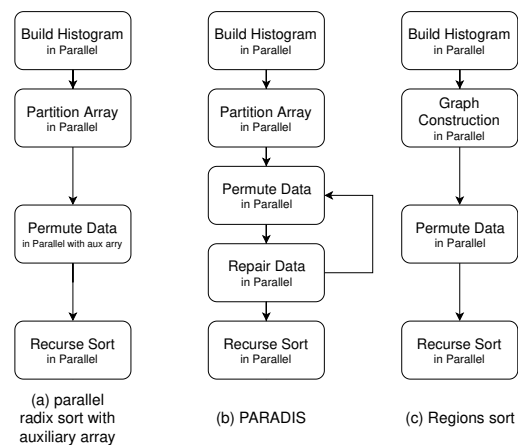 Build Histogram
in Parallel
Partition Array
in Parallel
Permute Data
in Parallel with aux arry
Recurse Sort
in Parallel
(a) parallel
radix sort with
auxiliary array
Build Histogram
in Parallel
Partition Array
in Parallel
Permute Data
in Parallel
Repair Data
in Parallel
Recurse Sort
in Parallel
(b) PARADIS
Build Histogram
in Parallel
Graph
Construction
in Parallel
Permute Data
in Parallel
Recurse Sort
in Parallel
(c) Regions sort